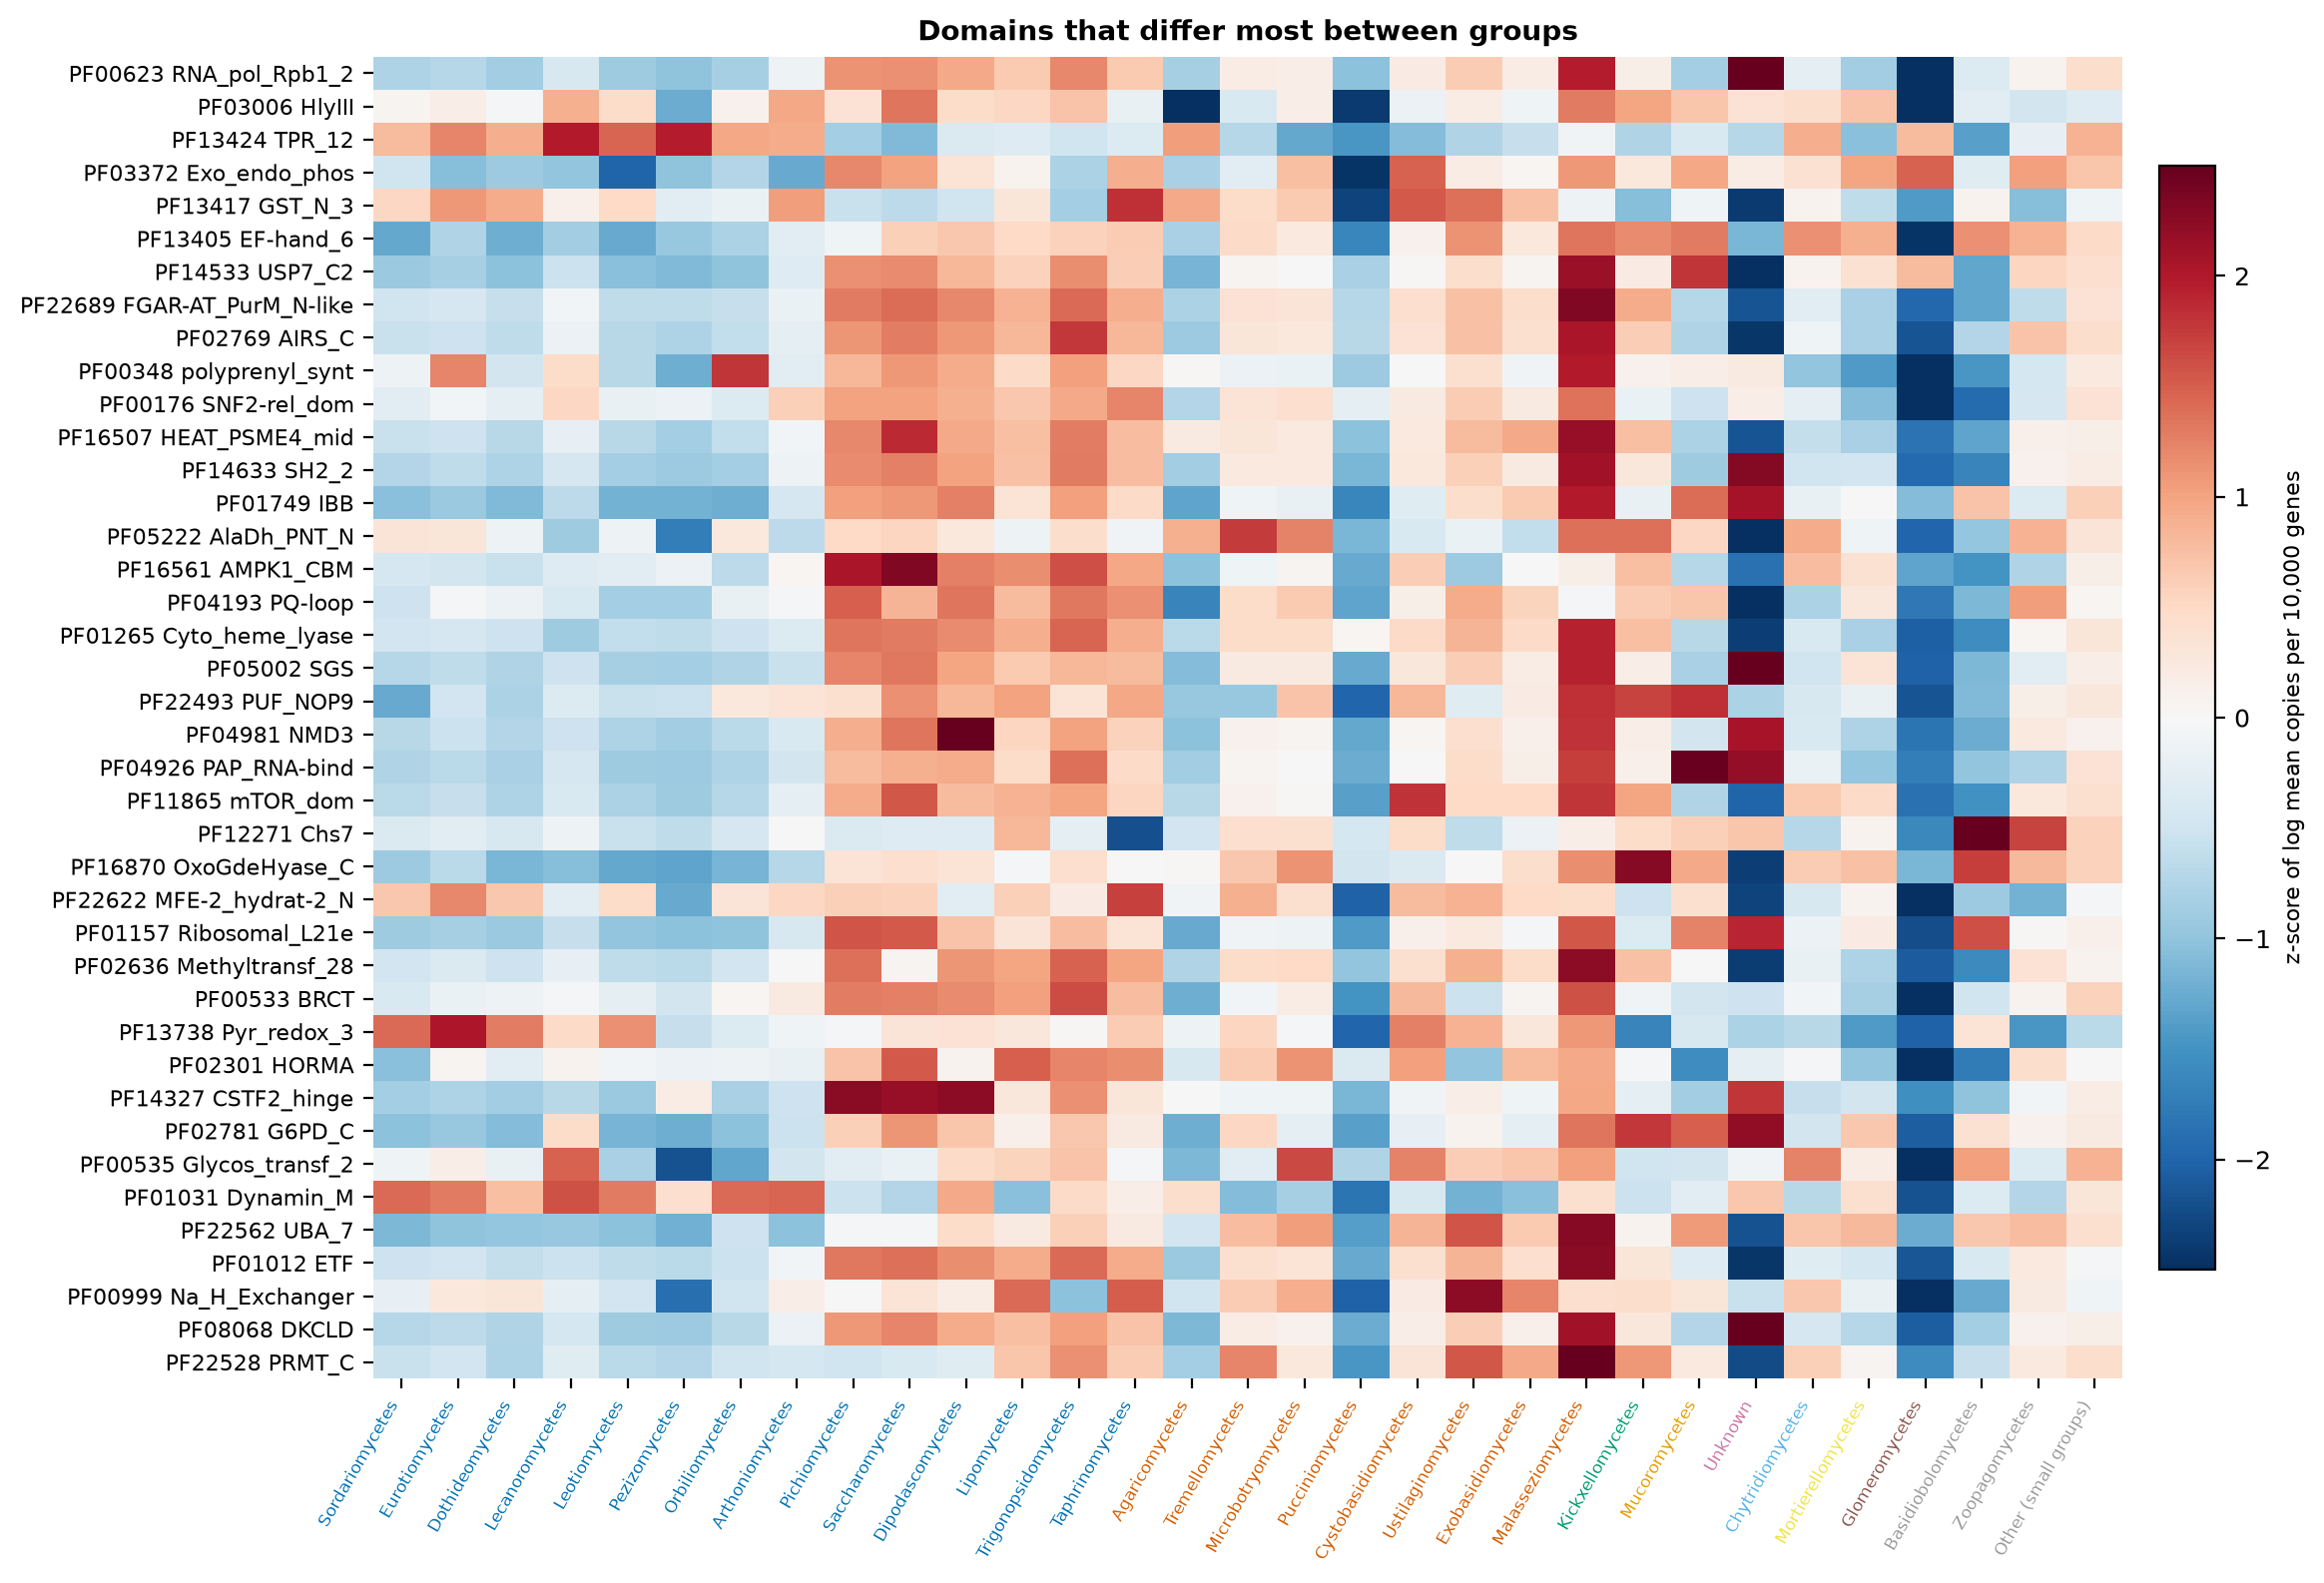 Domains that differ most between groups
PF00623 RNA_pol_Rpb1_2
PF03006 HlyIII
PF13424 TPR_12
PF03372 Exo_endo_phos
PF13417 GST_N_3
PF13405 EF-hand_6
PF14533 USP7_C2
PF22689 FGAR-AT_PurM_N-like
PF02769 AIRS_C
PF00348 polyprenyl_synt
PF00176 SNF2-rel_dom
PF16507 HEAT_PSME4_mid
PF14633 SH2_2
PF01749 IBB
PF05222 AlaDh_PNT_N
PF16561 AMPK1_CBM
PF04193 PQ-loop
PF01265 Cyto_heme_lyase
PF05002 SGS
PF22493 PUF_NOP9
PF04981 NMD3
PF04926 PAP_RNA-bind
PF11865 mTOR_dom
PF12271 Chs7
PF16870 OxoGdeHyase_C
PF22622 MFE-2_hydrat-2_N
PF01157 Ribosomal_L21e
PF02636 Methyltransf_28
PF00533 BRCT
PF13738 Pyr_redox_3
PF02301 HORMA
PF14327 CSTF2_hinge
PF02781 G6PD_C
PF00535 Glycos_transf_2
PF01031 Dynamin_M
PF22562 UBA_7
PF01012 ETF
PF00999 Na_H_Exchanger
PF08068 DKCLD
PF22528 PRMT_C
Sordariomycetes
Eurotiomycetes
Dothideomycetes
Lecanoromycetes
Leotiomycetes
Pezizomycetes
Orbiliomycetes
Arthoniomycetes
Pichiomycetes
Saccharomycetes
Dipodascomycetes
Lipomycetes
Trigonopsidomycetes
Taphrinomycetes
Agaricomycetes
Tremellomycetes
Microbotryomycetes
Pucciniomycetes
Cystobasidiomycetes
Ustilaginomycetes
Exobasidiomycetes
Malasseziomycetes
Kickxellomycetes
Mucoromycetes
Unknown
Chytridiomycetes
Mortierellomycetes
Glomeromycetes
Basidiobolomycetes
Zoopagomycetes
Other (small groups)
2
1
0
−1
−2
z-score of log mean copies per 10,000 genes